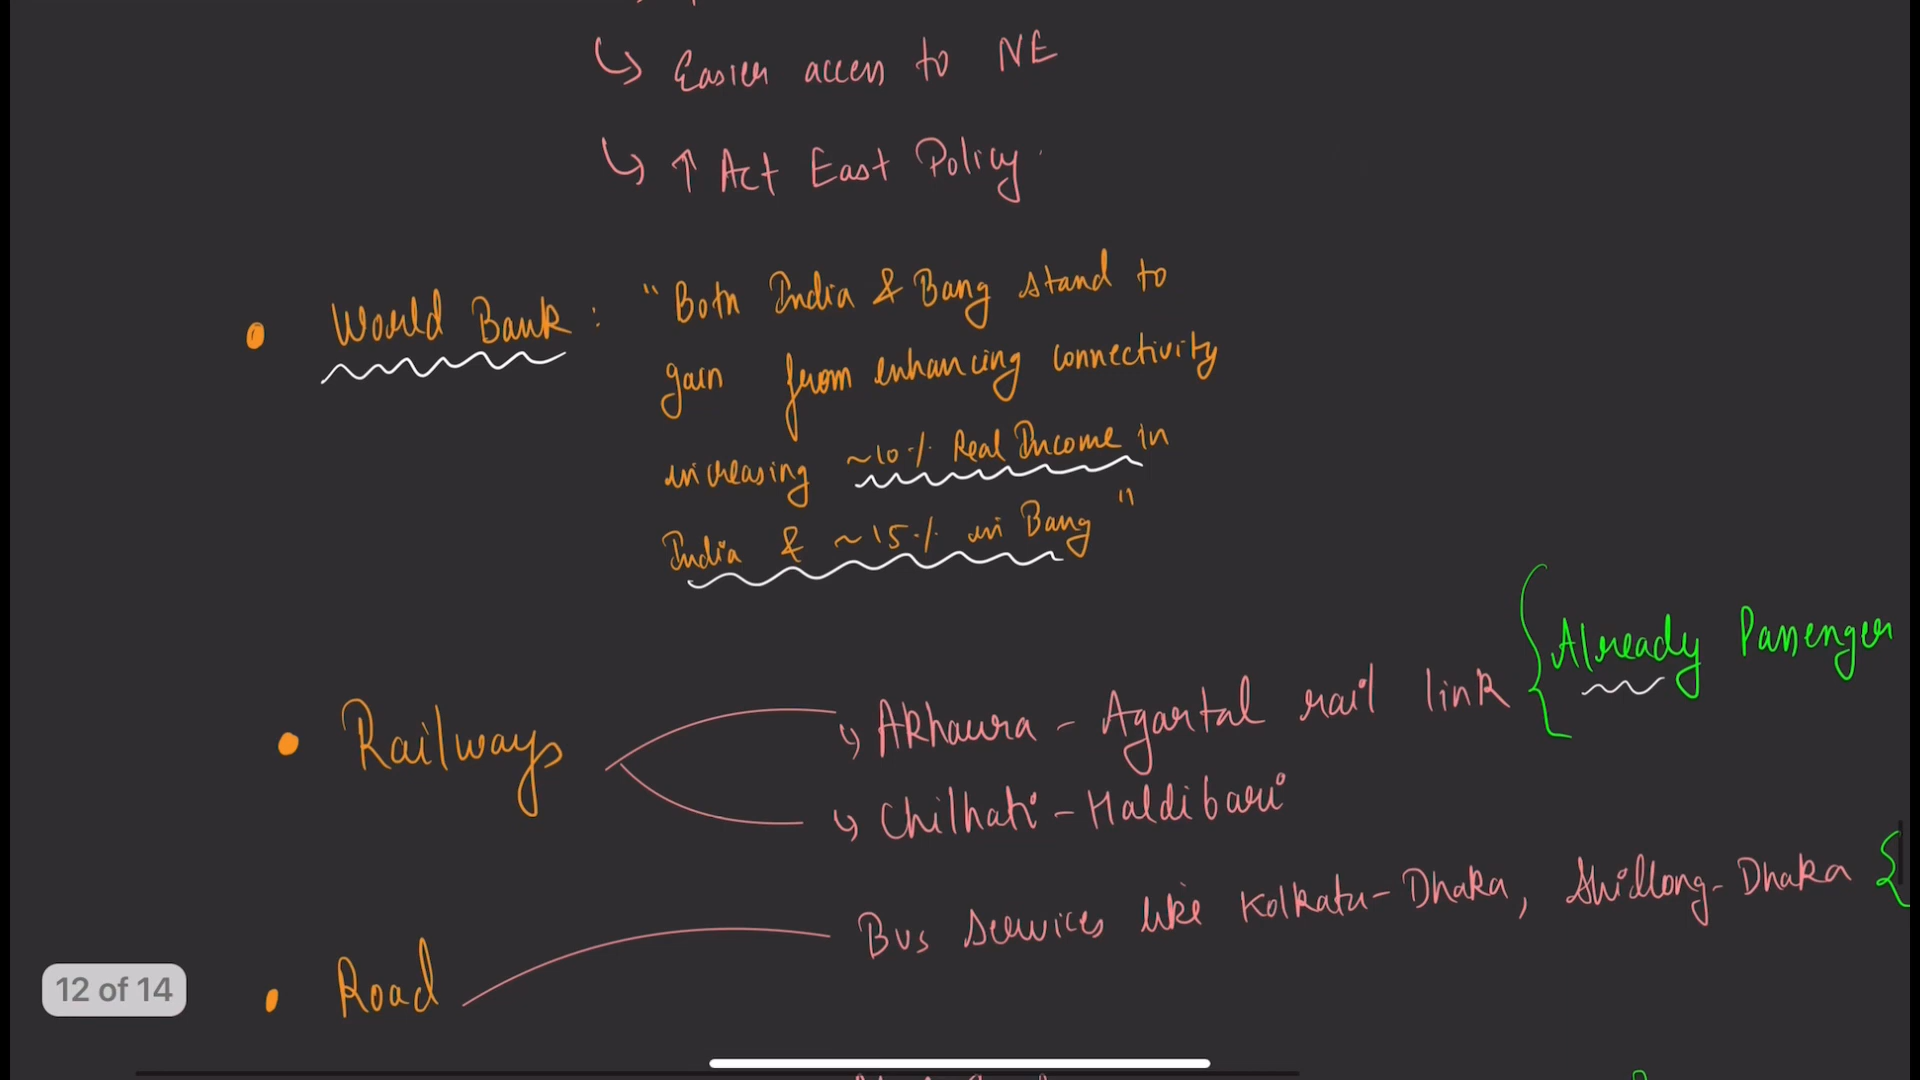 ↳ Easier access to NE
↳ ↑ Act East Policy.
• World Bank : "Both India & Bang stand to
gain from enhancing connectivity
increasing ~10% Real Income in
India & ~15% in Bang"
{ Already Passenger
• Railways
↳ Akhaura - Agartal rail link
↳ Chilhati - Haldibari
Bus services like Kolkata-Dhaka, Shillong-Dhaka {
• Road
12 of 14